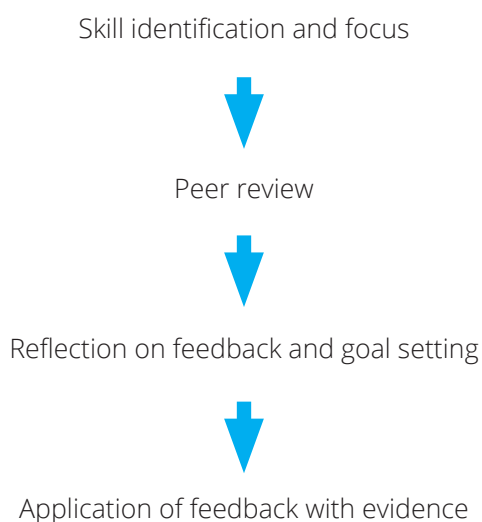 Skill identification and focus
Peer review
Reflection on feedback and goal setting
Application of feedback with evidence